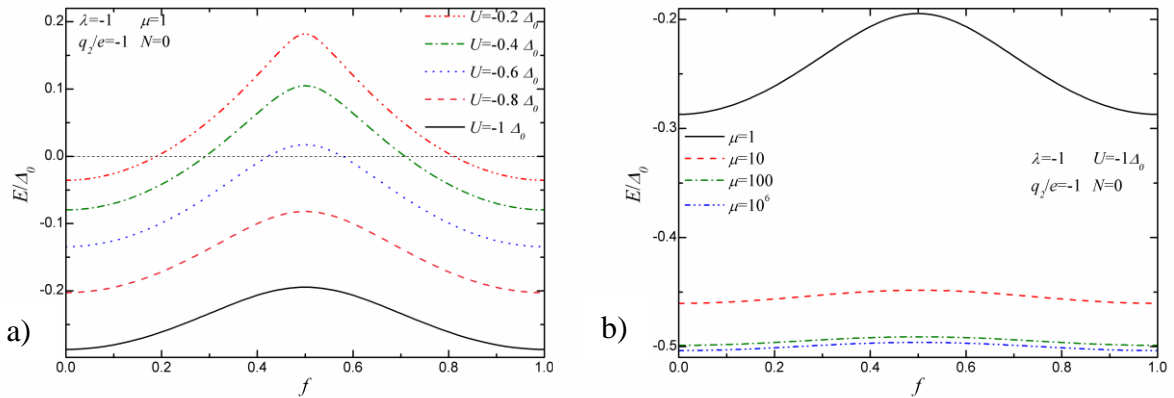 a)
E/Δ₀
0.2
0.1
0.0
-0.1
-0.2
λ=-1 μ=1
q₂/e=-1 N=0
U=-0.2 Δ₀
U=-0.4 Δ₀
U=-0.6 Δ₀
U=-0.8 Δ₀
U=-1 Δ₀
0.0 0.2 0.4 0.6 0.8 1.0
f
b)
E/Δ₀
-0.2
-0.3
-0.4
-0.5
μ=1
μ=10
μ=100
μ=10⁶
λ=-1 U=-1Δ₀
q₂/e=-1 N=0
0.0 0.2 0.4 0.6 0.8 1.0
f